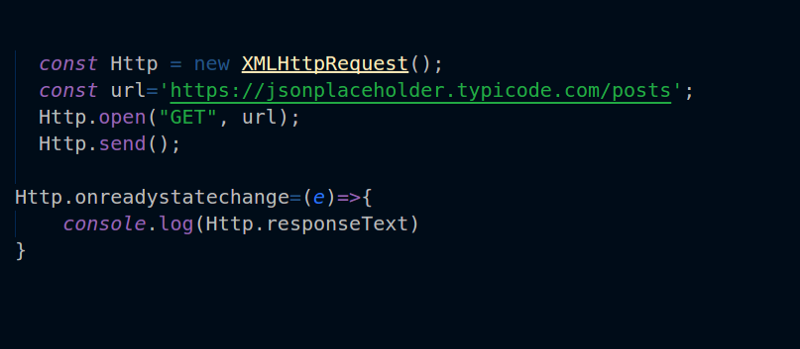 const Http = new XMLHttpRequest();
const url='https://jsonplaceholder.typicode.com/posts';
Http.open("GET", url);
Http.send();
Http.onreadystatechange=(e)=>{
console.log(Http.responseText)
}